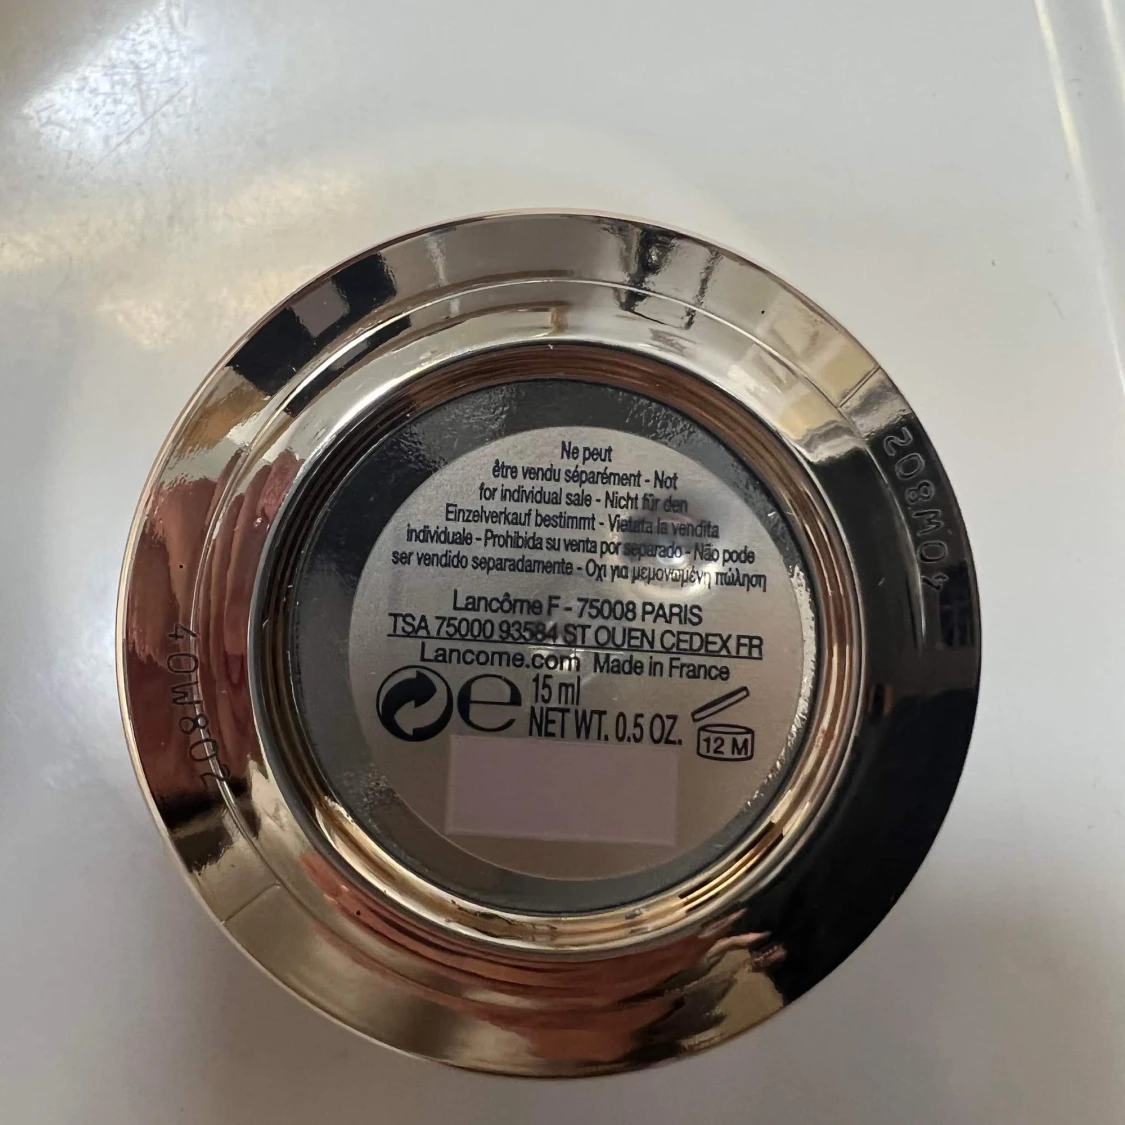 Ne peut
être vendu séparément - Not
for individual sale - Nicht für den
Einzelverkauf bestimmt - Vietata la vendita
individuale - Prohibida su venta por separado - Não pode
ser vendido separadamente - Οχι για μεμονωμένη πώληση
Lancôme F - 75008 PARIS
TSA 75000 93584 ST OUEN CEDEX FR
Lancome.com Made in France
e 15 ml
NET WT. 0.5 OZ.
12 M
40W802
40W802